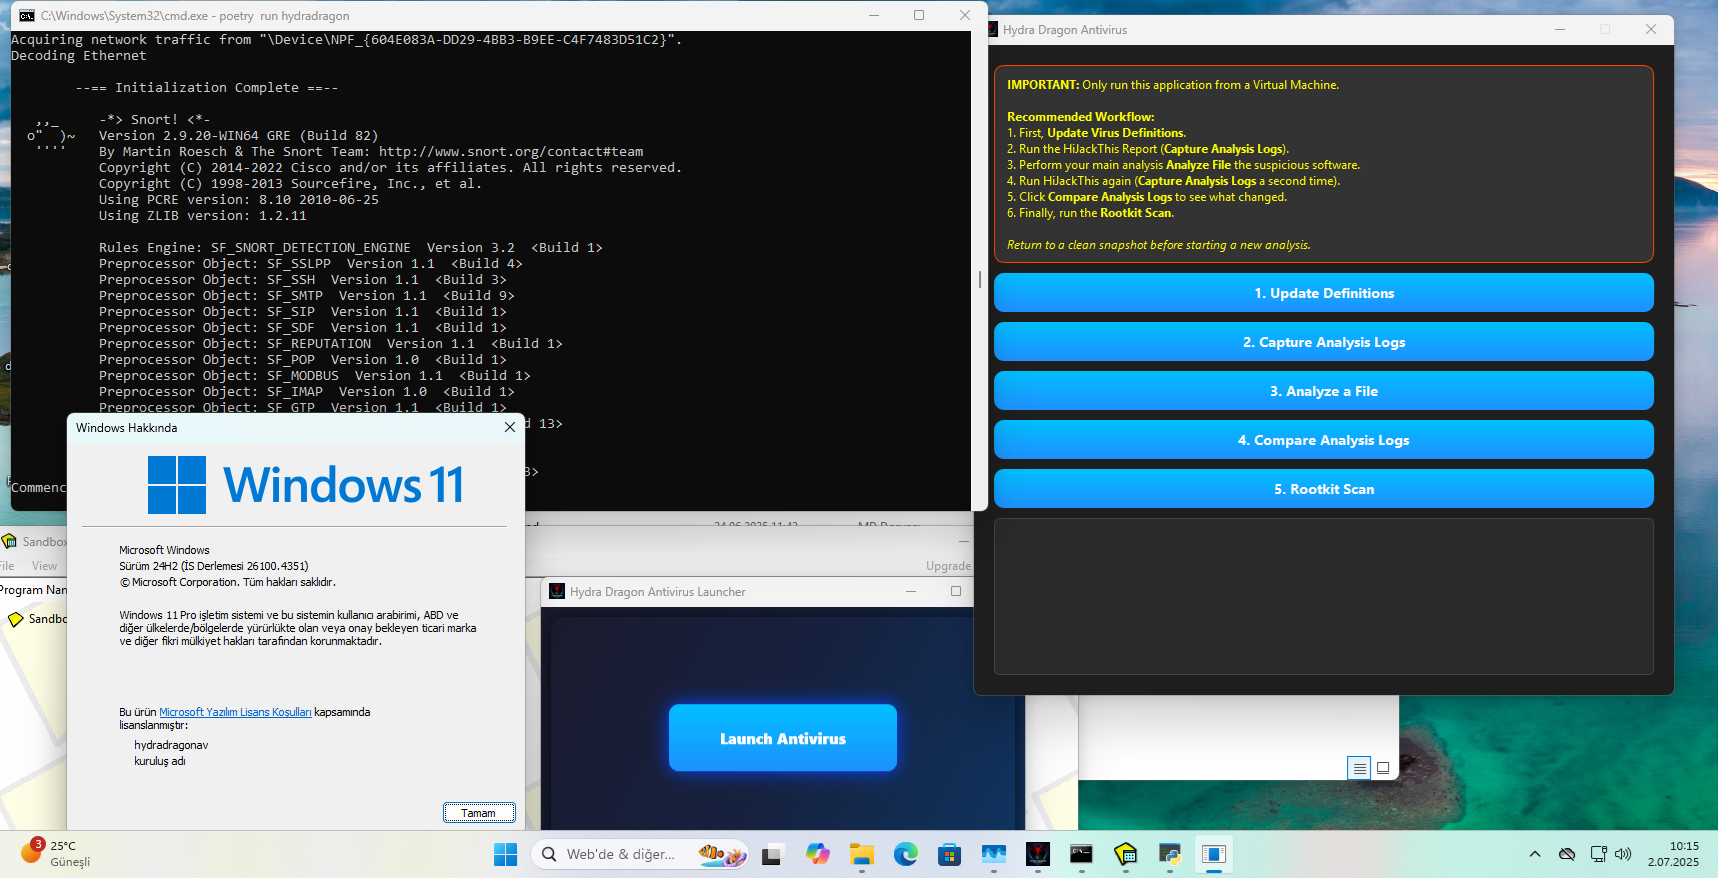 C:\Windows\System32\cmd.exe - poetry  run hydradragon
Acquiring network traffic from "\Device\NPF_{604E083A-DD29-4BB3-B9EE-C4F7483D51C2}".
Decoding Ethernet
--== Initialization Complete ==--
,,_     -*> Snort! <*-
o"  )~   Version 2.9.20-WIN64 GRE (Build 82)
''''    By Martin Roesch & The Snort Team: http://www.snort.org/contact#team
Copyright (C) 2014-2022 Cisco and/or its affiliates. All rights reserved.
Copyright (C) 1998-2013 Sourcefire, Inc., et al.
Using PCRE version: 8.10 2010-06-25
Using ZLIB version: 1.2.11
Rules Engine: SF_SNORT_DETECTION_ENGINE  Version 3.2  <Build 1>
Preprocessor Object: SF_SSLPP  Version 1.1  <Build 4>
Preprocessor Object: SF_SSH  Version 1.1  <Build 3>
Preprocessor Object: SF_SMTP  Version 1.1  <Build 9>
Preprocessor Object: SF_SIP  Version 1.1  <Build 1>
Preprocessor Object: SF_SDF  Version 1.1  <Build 1>
Preprocessor Object: SF_REPUTATION  Version 1.1  <Build 1>
Preprocessor Object: SF_POP  Version 1.0  <Build 1>
Preprocessor Object: SF_MODBUS  Version 1.1  <Build 1>
Preprocessor Object: SF_IMAP  Version 1.0  <Build 1>
Preprocessor Object: SF_GTP  Version 1.1  <Build 1>
d 13>
3>
Commenc
Hydra Dragon Antivirus
IMPORTANT: Only run this application from a Virtual Machine.
Recommended Workflow:
1. First, Update Virus Definitions.
2. Run the HiJackThis Report (Capture Analysis Logs).
3. Perform your main analysis Analyze File the suspicious software.
4. Run HiJackThis again (Capture Analysis Logs a second time).
5. Click Compare Analysis Logs to see what changed.
6. Finally, run the Rootkit Scan.
Return to a clean snapshot before starting a new analysis.
1. Update Definitions
2. Capture Analysis Logs
3. Analyze a File
4. Compare Analysis Logs
5. Rootkit Scan
Windows Hakkında
Windows 11
Microsoft Windows
Sürüm 24H2 (İS Derlemesi 26100.4351)
© Microsoft Corporation. Tüm hakları saklıdır.
Windows 11 Pro işletim sistemi ve bu sistemin kullanıcı arabirimi, ABD ve
diğer ülkelerde/bölgelerde yürürlükte olan veya onay bekleyen ticari marka
ve diğer fikri mülkiyet hakları tarafından korunmaktadır.
Bu ürün Microsoft Yazılım Lisans Koşulları kapsamında
lisanslanmıştır:
hydradragonav
kuruluş adı
Tamam
Sandbox
File View
Upgrade
Program Nam
Sandbo
Hydra Dragon Antivirus Launcher
Launch Antivirus
3
25°C
Güneşli
Web'de & diğer...
10:15
2.07.2025